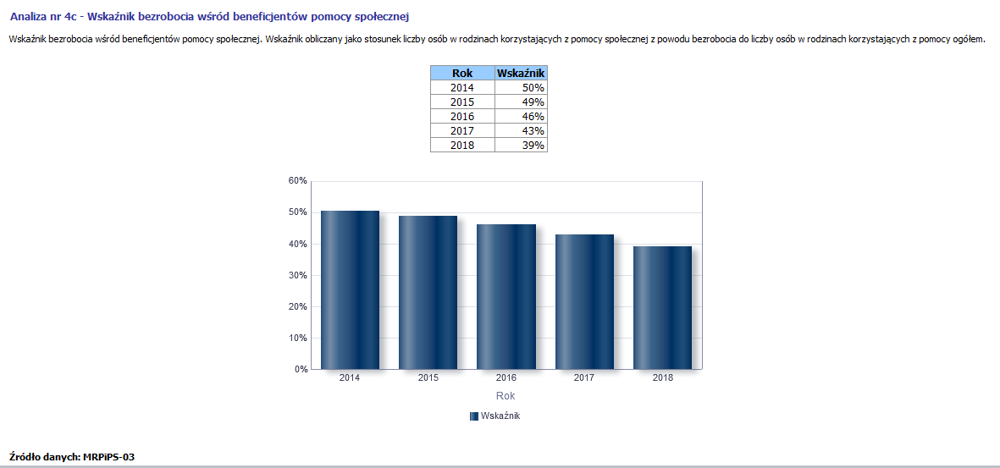 Analiza nr 4c - Wskaźnik bezrobocia wśród beneficjentów pomocy społecznej
Wskaźnik bezrobocia wśród beneficjentów pomocy społecznej. Wskaźnik obliczany jako stosunek liczby osób w rodzinach korzystających z pomocy społecznej z powodu bezrobocia do liczby osób w rodzinach korzystających z pomocy ogółem.
Rok Wskaźnik
2014 50%
2015 49%
2016 46%
2017 43%
2018 39%
60%
50%
40%
30%
20%
10%
0%
2014 2015 2016 2017 2018
Rok
Wskaźnik
Źródło danych: MRPiPS-03